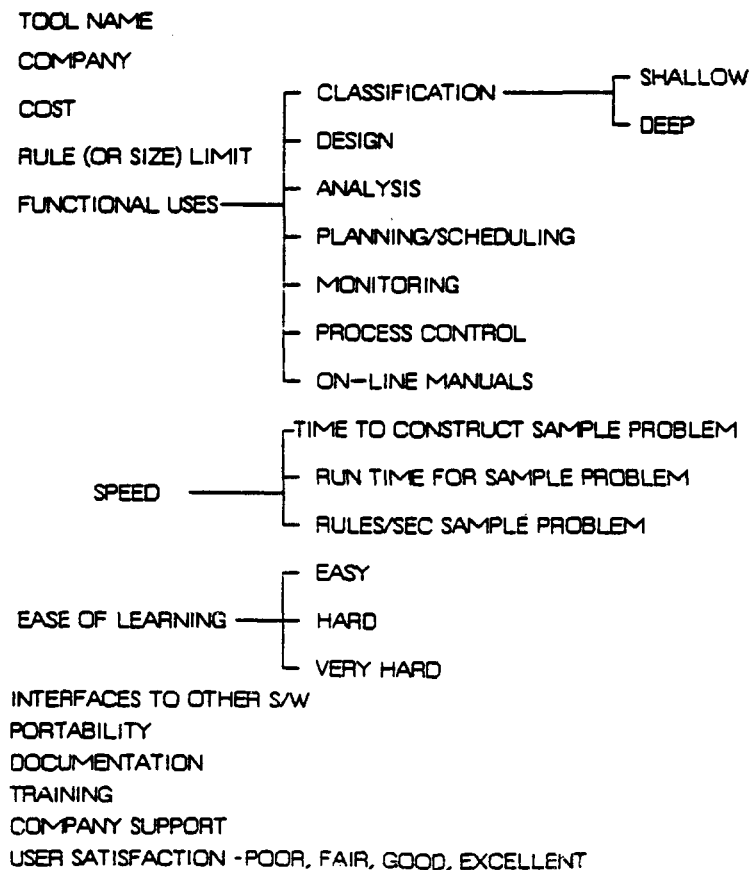 TOOL NAME
COMPANY
COST
RULE (OR SIZE) LIMIT
FUNCTIONAL USES
CLASSIFICATION
SHALLOW
DEEP
DESIGN
ANALYSIS
PLANNING/SCHEDULING
MONITORING
PROCESS CONTROL
ON-LINE MANUALS
SPEED
TIME TO CONSTRUCT SAMPLE PROBLEM
RUN TIME FOR SAMPLE PROBLEM
RULES/SEC SAMPLE PROBLEM
EASE OF LEARNING
EASY
HARD
VERY HARD
INTERFACES TO OTHER S/W
PORTABILITY
DOCUMENTATION
TRAINING
COMPANY SUPPORT
USER SATISFACTION -POOR, FAIR, GOOD, EXCELLENT